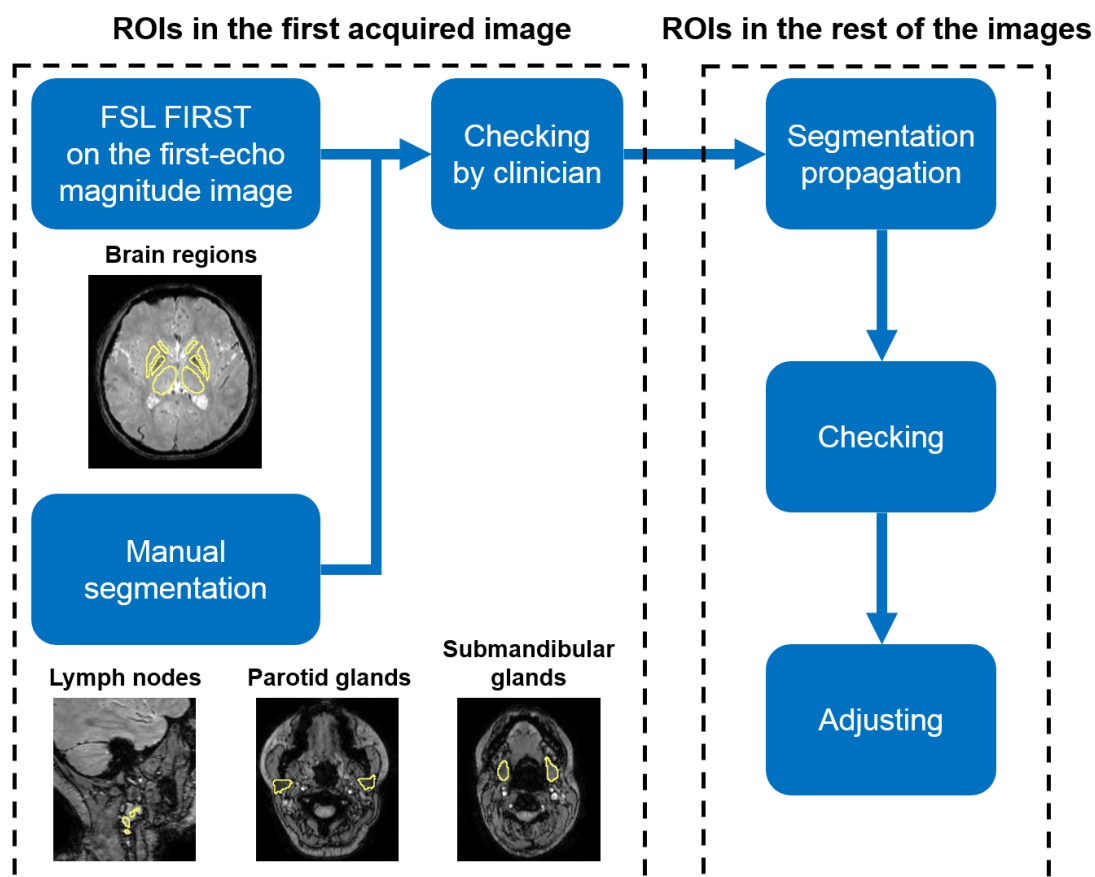 ROIs in the first acquired image
ROIs in the rest of the images
FSL FIRST
on the first-echo
magnitude image
Checking
by clinician
Segmentation
propagation
Brain regions
Checking
Manual
segmentation
Adjusting
Lymph nodes
Parotid glands
Submandibular
glands